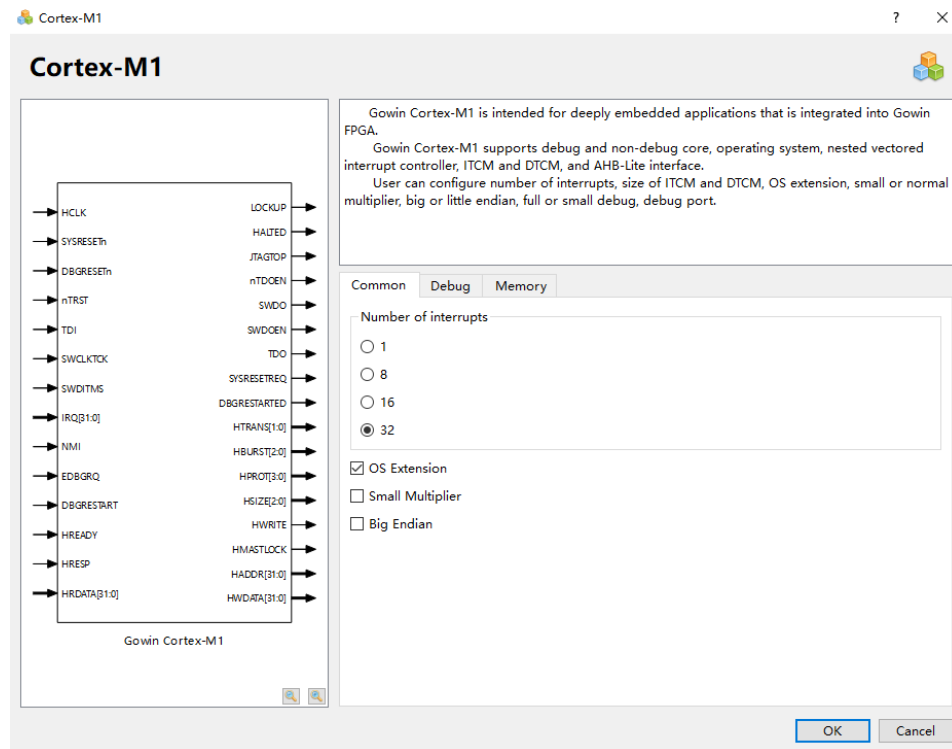 Cortex-M1
?
Cortex-M1
Gowin Cortex-M1 is intended for deeply embedded applications that is integrated into Gowin
FPGA.
Gowin Cortex-M1 supports debug and non-debug core, operating system, nested vectored
interrupt controller, ITCM and DTCM, and AHB-Lite interface.
User can configure number of interrupts, size of ITCM and DTCM, OS extension, small or normal
multiplier, big or little endian, full or small debug, debug port.
HCLK
SYSRESETn
DBGRESETn
nTRST
TDI
SWCLKTCK
SWDITMS
IRQ[31:0]
NMI
EDBGRQ
DBGRESTART
HREADY
HRESP
HRDATA[31:0]
LOCKUP
HALTED
JTAGTOP
nTDOEN
SWDO
SWDOEN
TDO
SYSRESETREQ
DBGRESTARTED
HTRANS[1:0]
HBURST[2:0]
HPROT[3:0]
HSIZE[2:0]
HWRITE
HMASTLOCK
HADDR[31:0]
HWDATA[31:0]
Gowin Cortex-M1
Common Debug Memory
Number of interrupts
1
8
16
32
OS Extension
Small Multiplier
Big Endian
OK Cancel